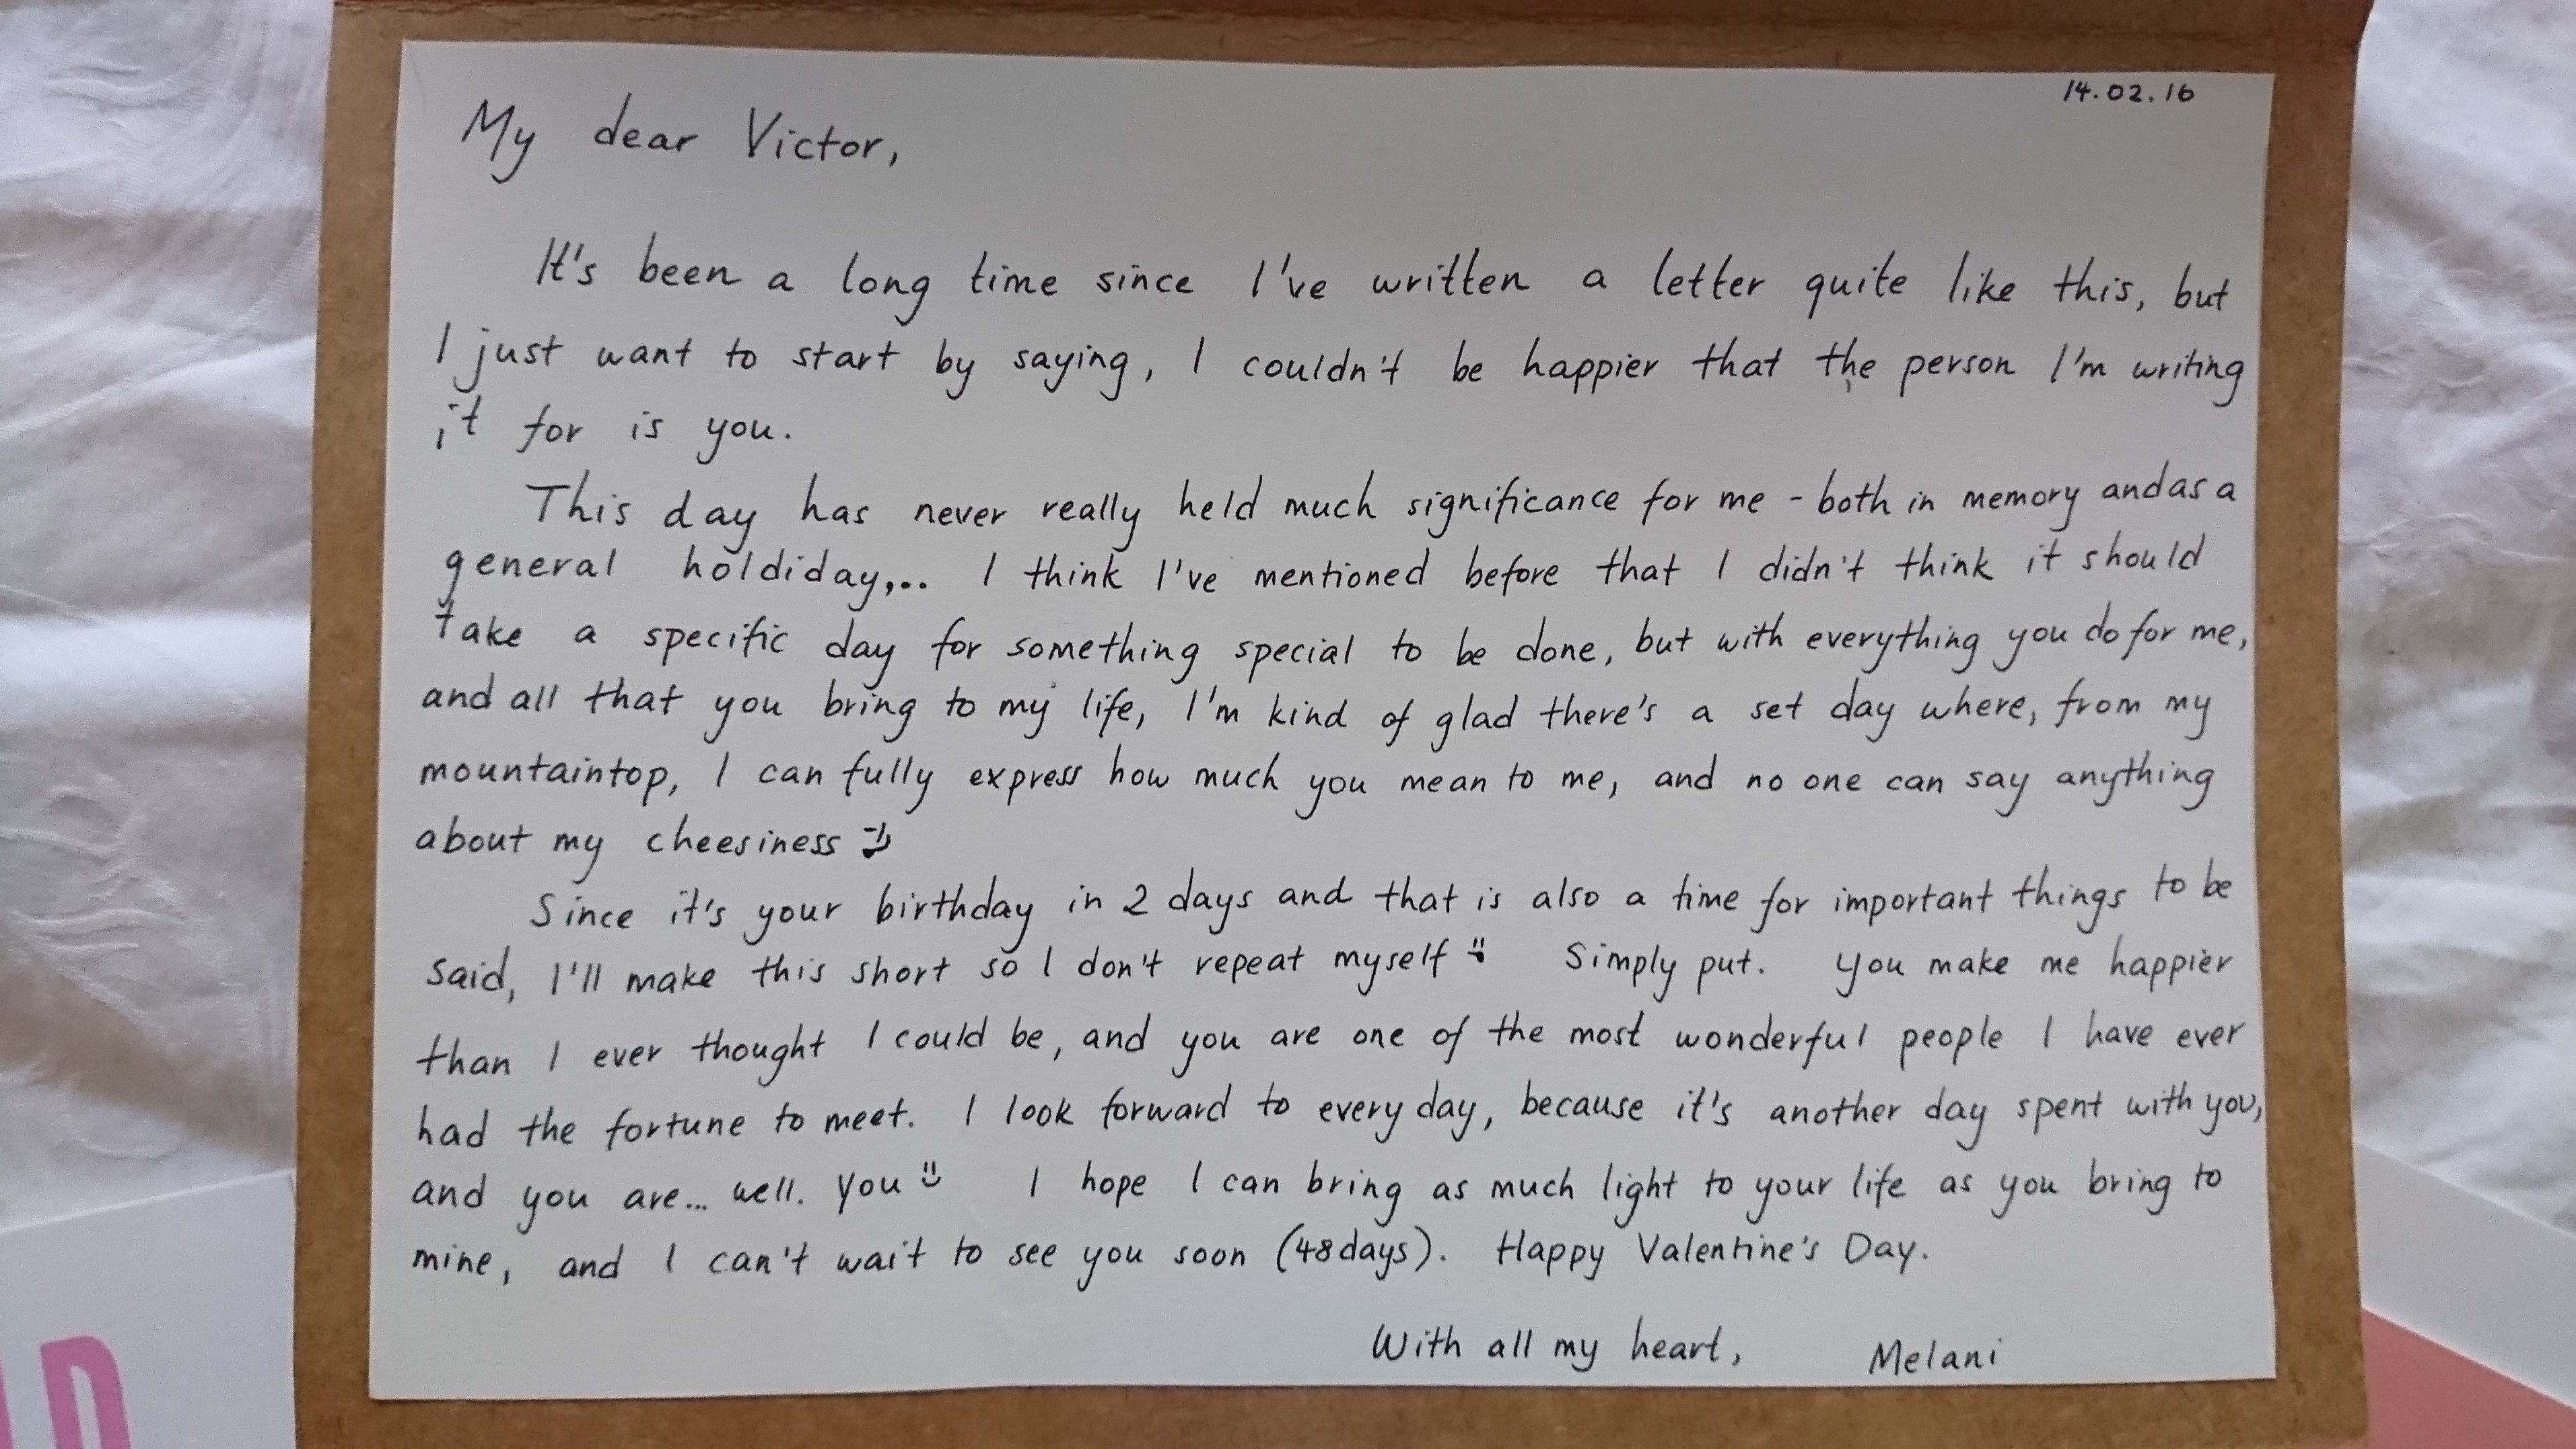 14.02.16
My dear Victor,
It's been a long time since I've written a letter quite like this, but
I just want to start by saying, I couldn't be happier that the person I'm writing
it for is you.
This day has never really held much significance for me - both in memory and as a
general holdiday,.. I think I've mentioned before that I didn't think it should
take a specific day for something special to be done, but with everything you do for me,
and all that you bring to my life, I'm kind of glad there's a set day where, from my
mountaintop, I can fully express how much you mean to me, and no one can say anything
about my cheesiness :)
Since it's your birthday in 2 days and that is also a time for important things to be
said, I'll make this short so I don't repeat myself :) Simply put. You make me happier
than I ever thought I could be, and you are one of the most wonderful people I have ever
had the fortune to meet. I look forward to every day, because it's another day spent with you,
and you are... well. You :) I hope I can bring as much light to your life as you bring to
mine, and I can't wait to see you soon (48days). Happy Valentine's Day.
With all my heart, Melani